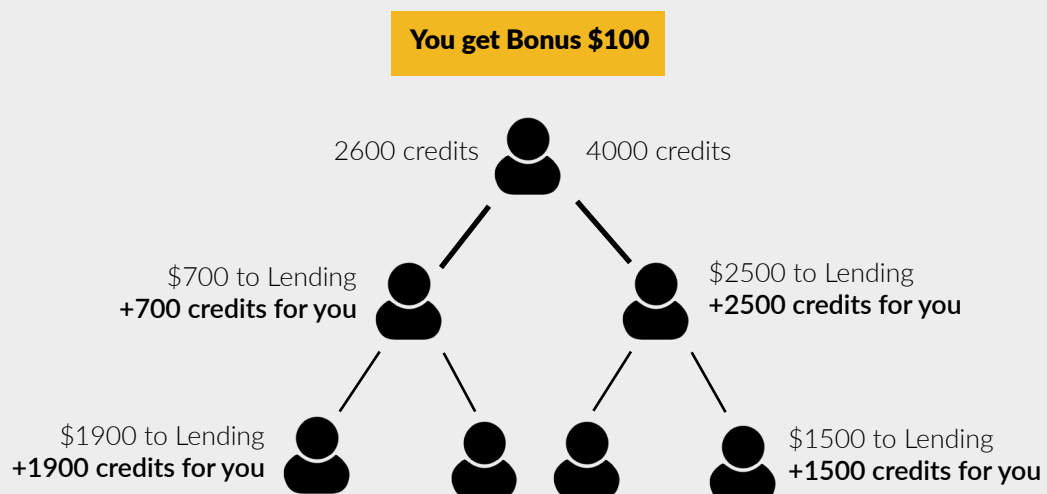 You get Bonus $100
2600 credits
4000 credits
$700 to Lending
+700 credits for you
$2500 to Lending
+2500 credits for you
$1900 to Lending
+1900 credits for you
$1500 to Lending
+1500 credits for you